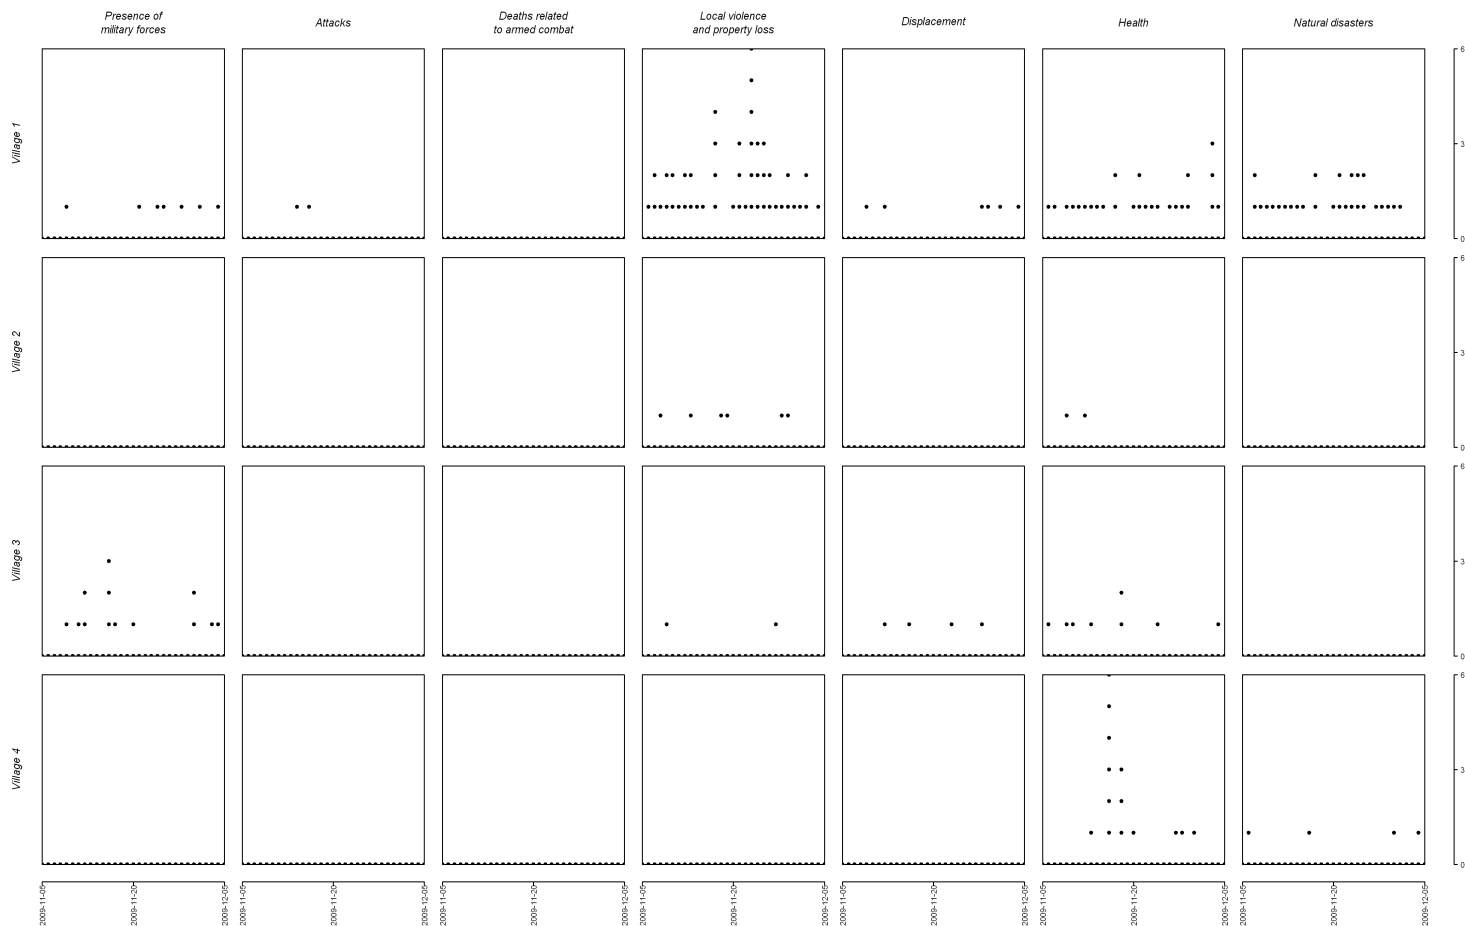 Presence of
military forces
Attacks
Deaths related
to armed combat
Local violence
and property loss
Displacement
Health
Natural disasters
Village 1
6
3
0
Village 2
6
3
0
Village 3
6
3
0
Village 4
6
3
0
2009-11-05
2009-11-20
2009-12-05
2009-11-05
2009-11-20
2009-12-05
2009-11-05
2009-11-20
2009-12-05
2009-11-05
2009-11-20
2009-12-05
2009-11-05
2009-11-20
2009-12-05
2009-11-05
2009-11-20
2009-12-05
2009-11-05
2009-11-20
2009-12-05